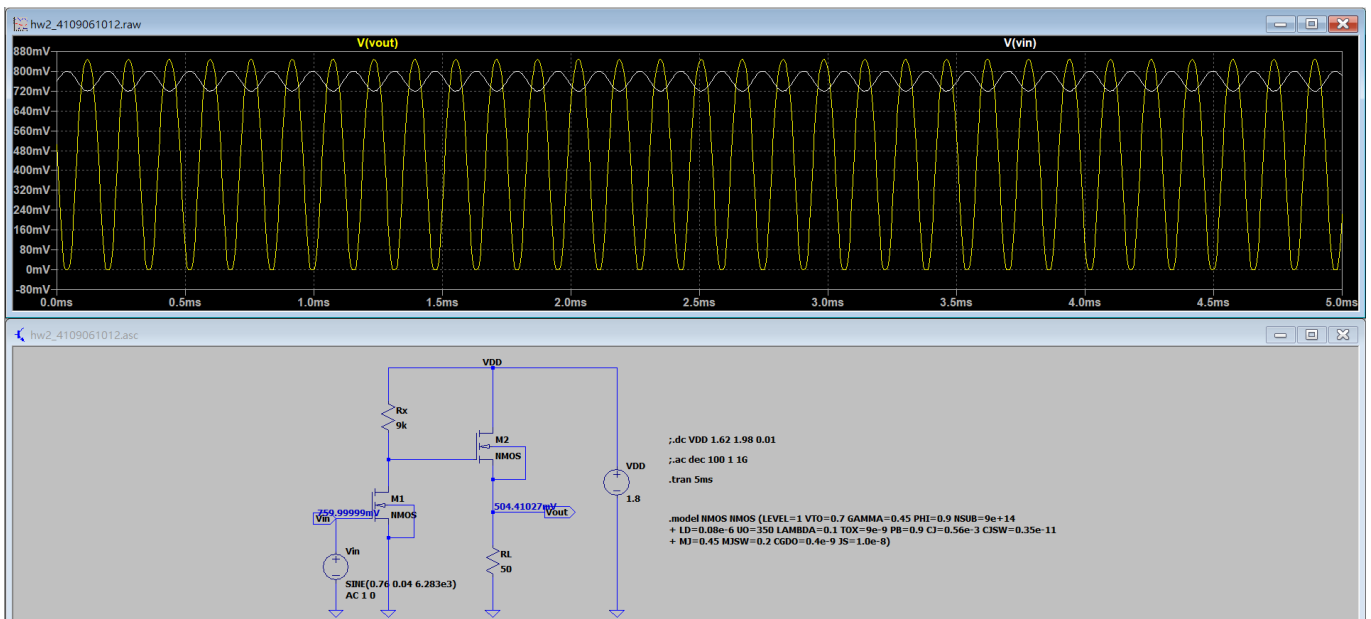 hw2_4109061012.raw
V(vout)
V(vin)
880mV
800mV
720mV
640mV
560mV
480mV
400mV
320mV
240mV
160mV
80mV
0mV
-80mV
0.0ms
0.5ms
1.0ms
1.5ms
2.0ms
2.5ms
3.0ms
3.5ms
4.0ms
4.5ms
5.0ms
hw2_4109061012.asc
VDD
Rx
9k
M2
NMOS
M1
NMOS
759.99999mV
Vin
504.41027mV
Vout
Vin
SINE(0.76 0.04 6.283e3)
AC 1 0
RL
50
VDD
1.8
;.dc VDD 1.62 1.98 0.01
;.ac dec 100 1 1G
.tran 5ms
.model NMOS NMOS (LEVEL=1 VTO=0.7 GAMMA=0.45 PHI=0.9 NSUB=9e+14
+ LD=0.08e-6 UO=350 LAMBDA=0.1 TOX=9e-9 PB=0.9 CJ=0.56e-3 CJSW=0.35e-11
+ MJ=0.45 MJSW=0.2 CGDO=0.4e-9 JS=1.0e-8)